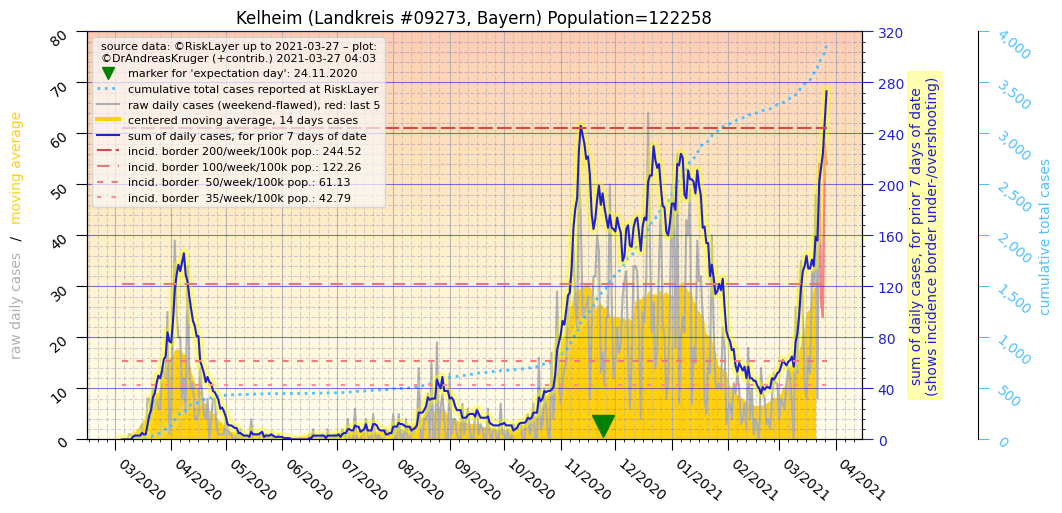 Kelheim (Landkreis #09273, Bayern) Population=122258
source data: ©RiskLayer up to 2021-03-27 – plot:
©DrAndreasKruger (+contrib.) 2021-03-27 04:03
marker for 'expectation day': 24.11.2020
cumulative total cases reported at RiskLayer
raw daily cases (weekend-flawed), red: last 5
centered moving average, 14 days cases
sum of daily cases, for prior 7 days of date
incid. border 200/week/100k pop.: 244.52
incid. border 100/week/100k pop.: 122.26
incid. border  50/week/100k pop.: 61.13
incid. border  35/week/100k pop.: 42.79
raw daily cases  /  moving average
80
70
60
50
40
30
20
10
0
320
280
240
200
160
120
80
40
0
sum of daily cases, for prior 7 days of date
(shows incidence border under-/overshooting)
4,000
3,500
3,000
2,500
2,000
1,500
1,000
500
0
cumulative total cases
03/2020
04/2020
05/2020
06/2020
07/2020
08/2020
09/2020
10/2020
11/2020
12/2020
01/2021
02/2021
03/2021
04/2021